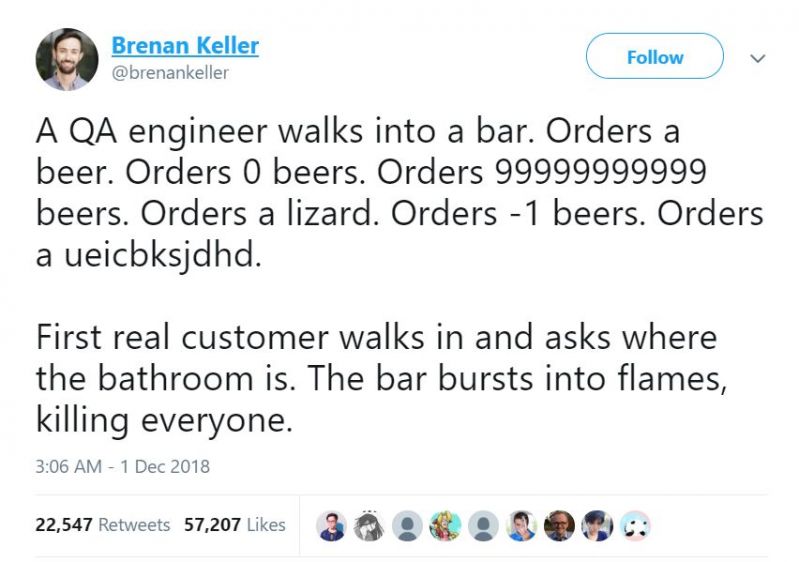 Brenan Keller
@brenankeller
Follow
A QA engineer walks into a bar. Orders a
beer. Orders 0 beers. Orders 99999999999
beers. Orders a lizard. Orders -1 beers. Orders
a ueicbksjdhd.
First real customer walks in and asks where
the bathroom is. The bar bursts into flames,
killing everyone.
3:06 AM - 1 Dec 2018
22,547 Retweets 57,207 Likes